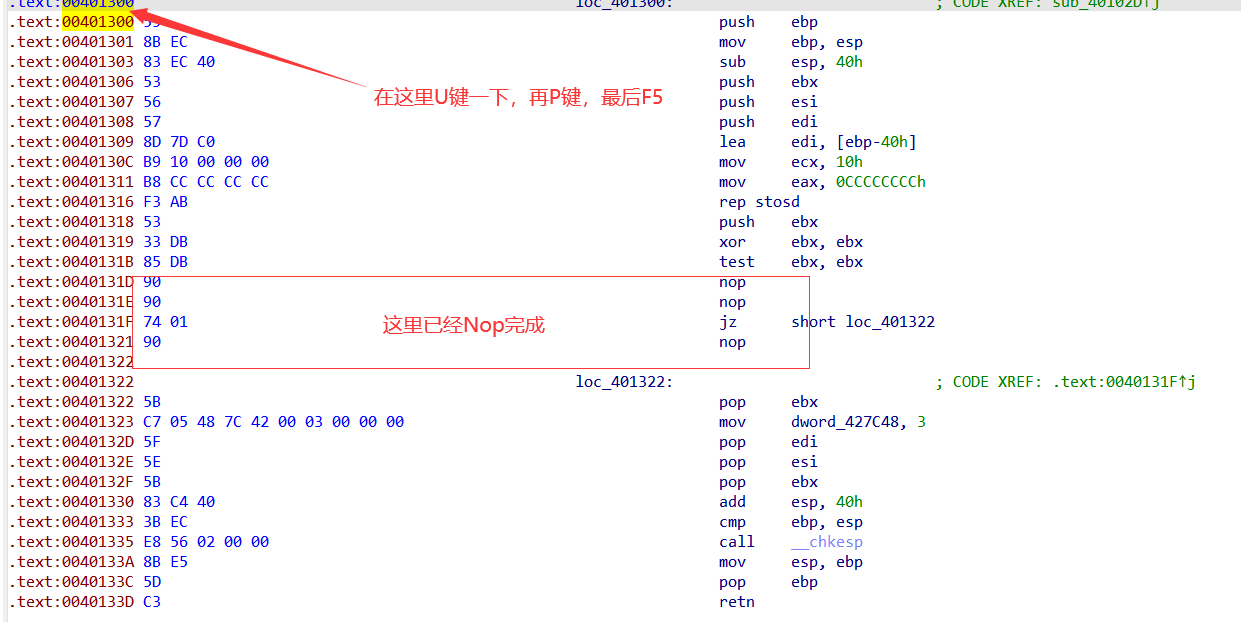 .text:00401300 loc_401300: ; CODE XREF: sub_40102D↑j
.text:00401300 55 push ebp
.text:00401301 8B EC mov ebp, esp
.text:00401303 83 EC 40 sub esp, 40h
.text:00401306 53 push ebx
在这里U键一下，再P键，最后F5
.text:00401307 56 push esi
.text:00401308 57 push edi
.text:00401309 8D 7D C0 lea edi, [ebp-40h]
.text:0040130C B9 10 00 00 00 mov ecx, 10h
.text:00401311 B8 CC CC CC CC mov eax, 0CCCCCCCCh
.text:00401316 F3 AB rep stosd
.text:00401318 53 push ebx
.text:00401319 33 DB xor ebx, ebx
.text:0040131B 85 DB test ebx, ebx
.text:0040131D 90 nop
.text:0040131E 90 nop
.text:0040131F 74 01 jz short loc_401322
这里已经Nop完成
.text:00401321 90 nop
.text:00401322
.text:00401322 loc_401322: ; CODE XREF: .text:0040131F↑j
.text:00401322 5B pop ebx
.text:00401323 C7 05 48 7C 42 00 03 00 00 00 mov dword_427C48, 3
.text:0040132D 5F pop edi
.text:0040132E 5E pop esi
.text:0040132F 5B pop ebx
.text:00401330 83 C4 40 add esp, 40h
.text:00401333 3B EC cmp ebp, esp
.text:00401335 E8 56 02 00 00 call __chkesp
.text:0040133A 8B E5 mov esp, ebp
.text:0040133C 5D pop ebp
.text:0040133D C3 retn